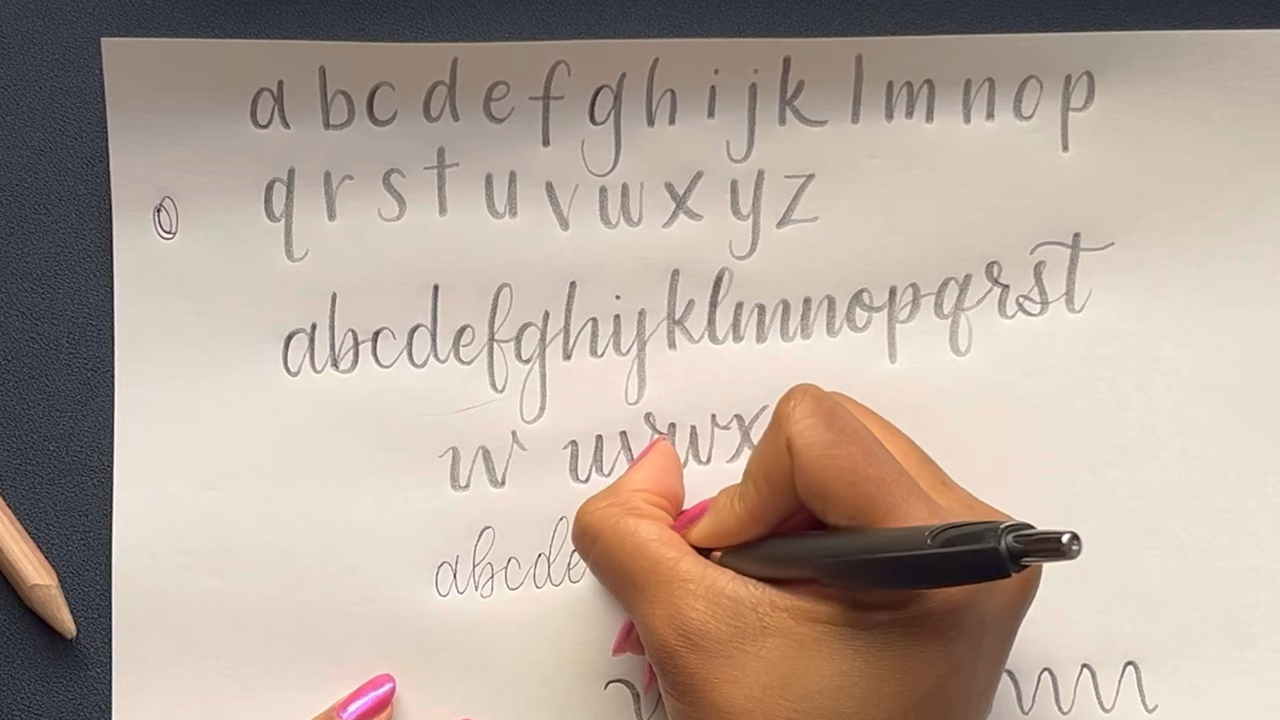 a b c d e f g h i j k l m n o p
q r s t u v w x y z
abcdefghijklmnopqrst
w uvwx
abcde